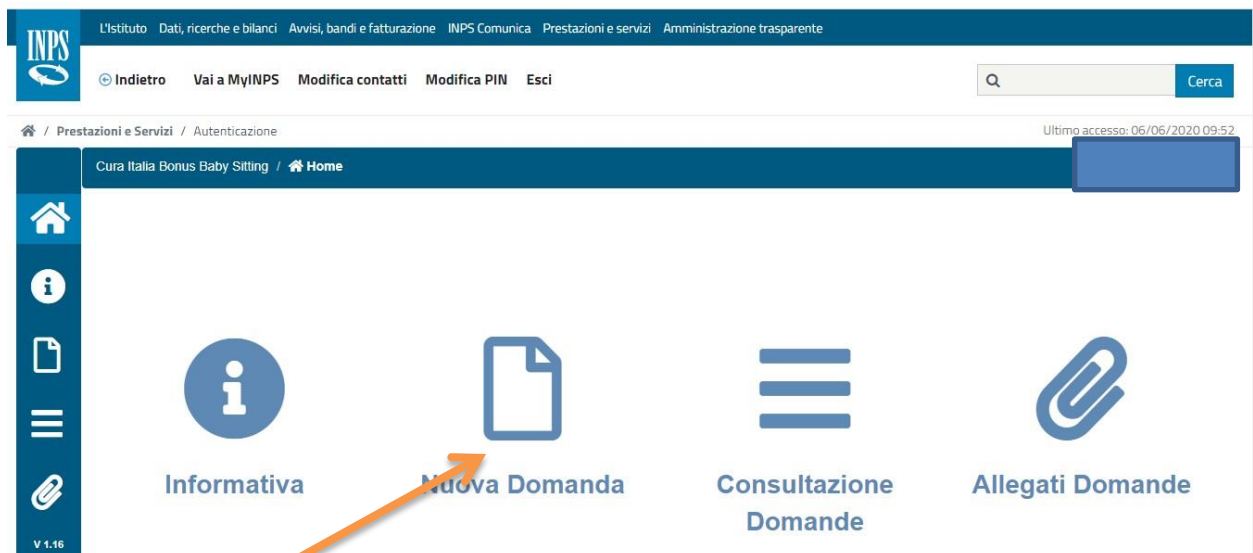 INPS
L'Istituto Dati, ricerche e bilanci Avvisi, bandi e fatturazione INPS Comunica Prestazioni e servizi Amministrazione trasparente
Indietro Vai a MyINPS Modifica contatti Modifica PIN Esci Cerca
/ Prestazioni e Servizi / Autenticazione Ultimo accesso: 06/06/2020 09:52
Cura Italia Bonus Baby Sitting / Home
Informativa Nuova Domanda Consultazione Domande Allegati Domande
V 1.16